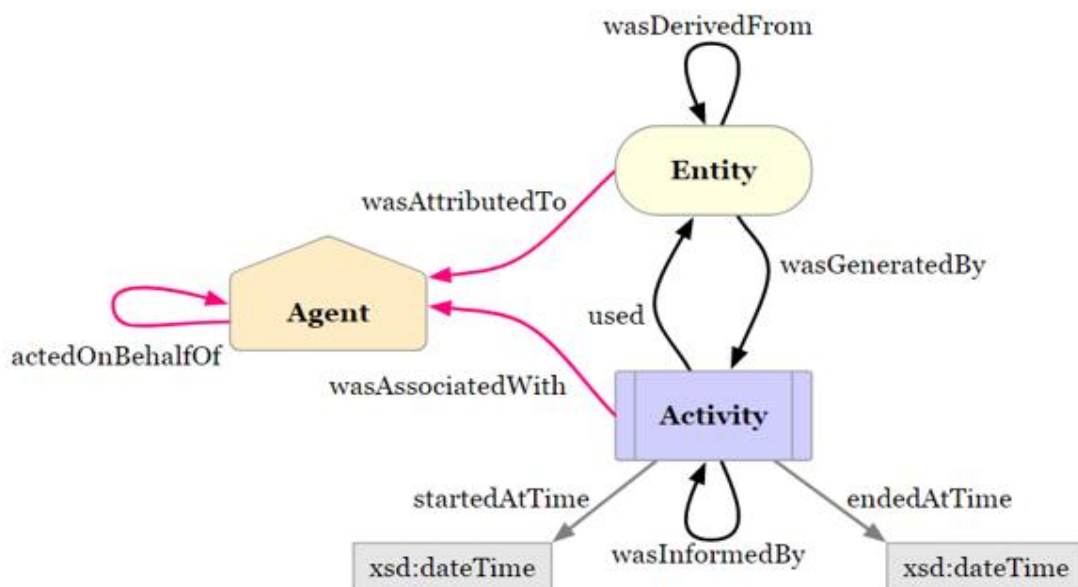 wasDerivedFrom
Entity
wasAttributedTo
wasGeneratedBy
Agent
used
actedOnBehalfOf
wasAssociatedWith
Activity
startedAtTime
endedAtTime
wasInformedBy
xsd:dateTime
xsd:dateTime